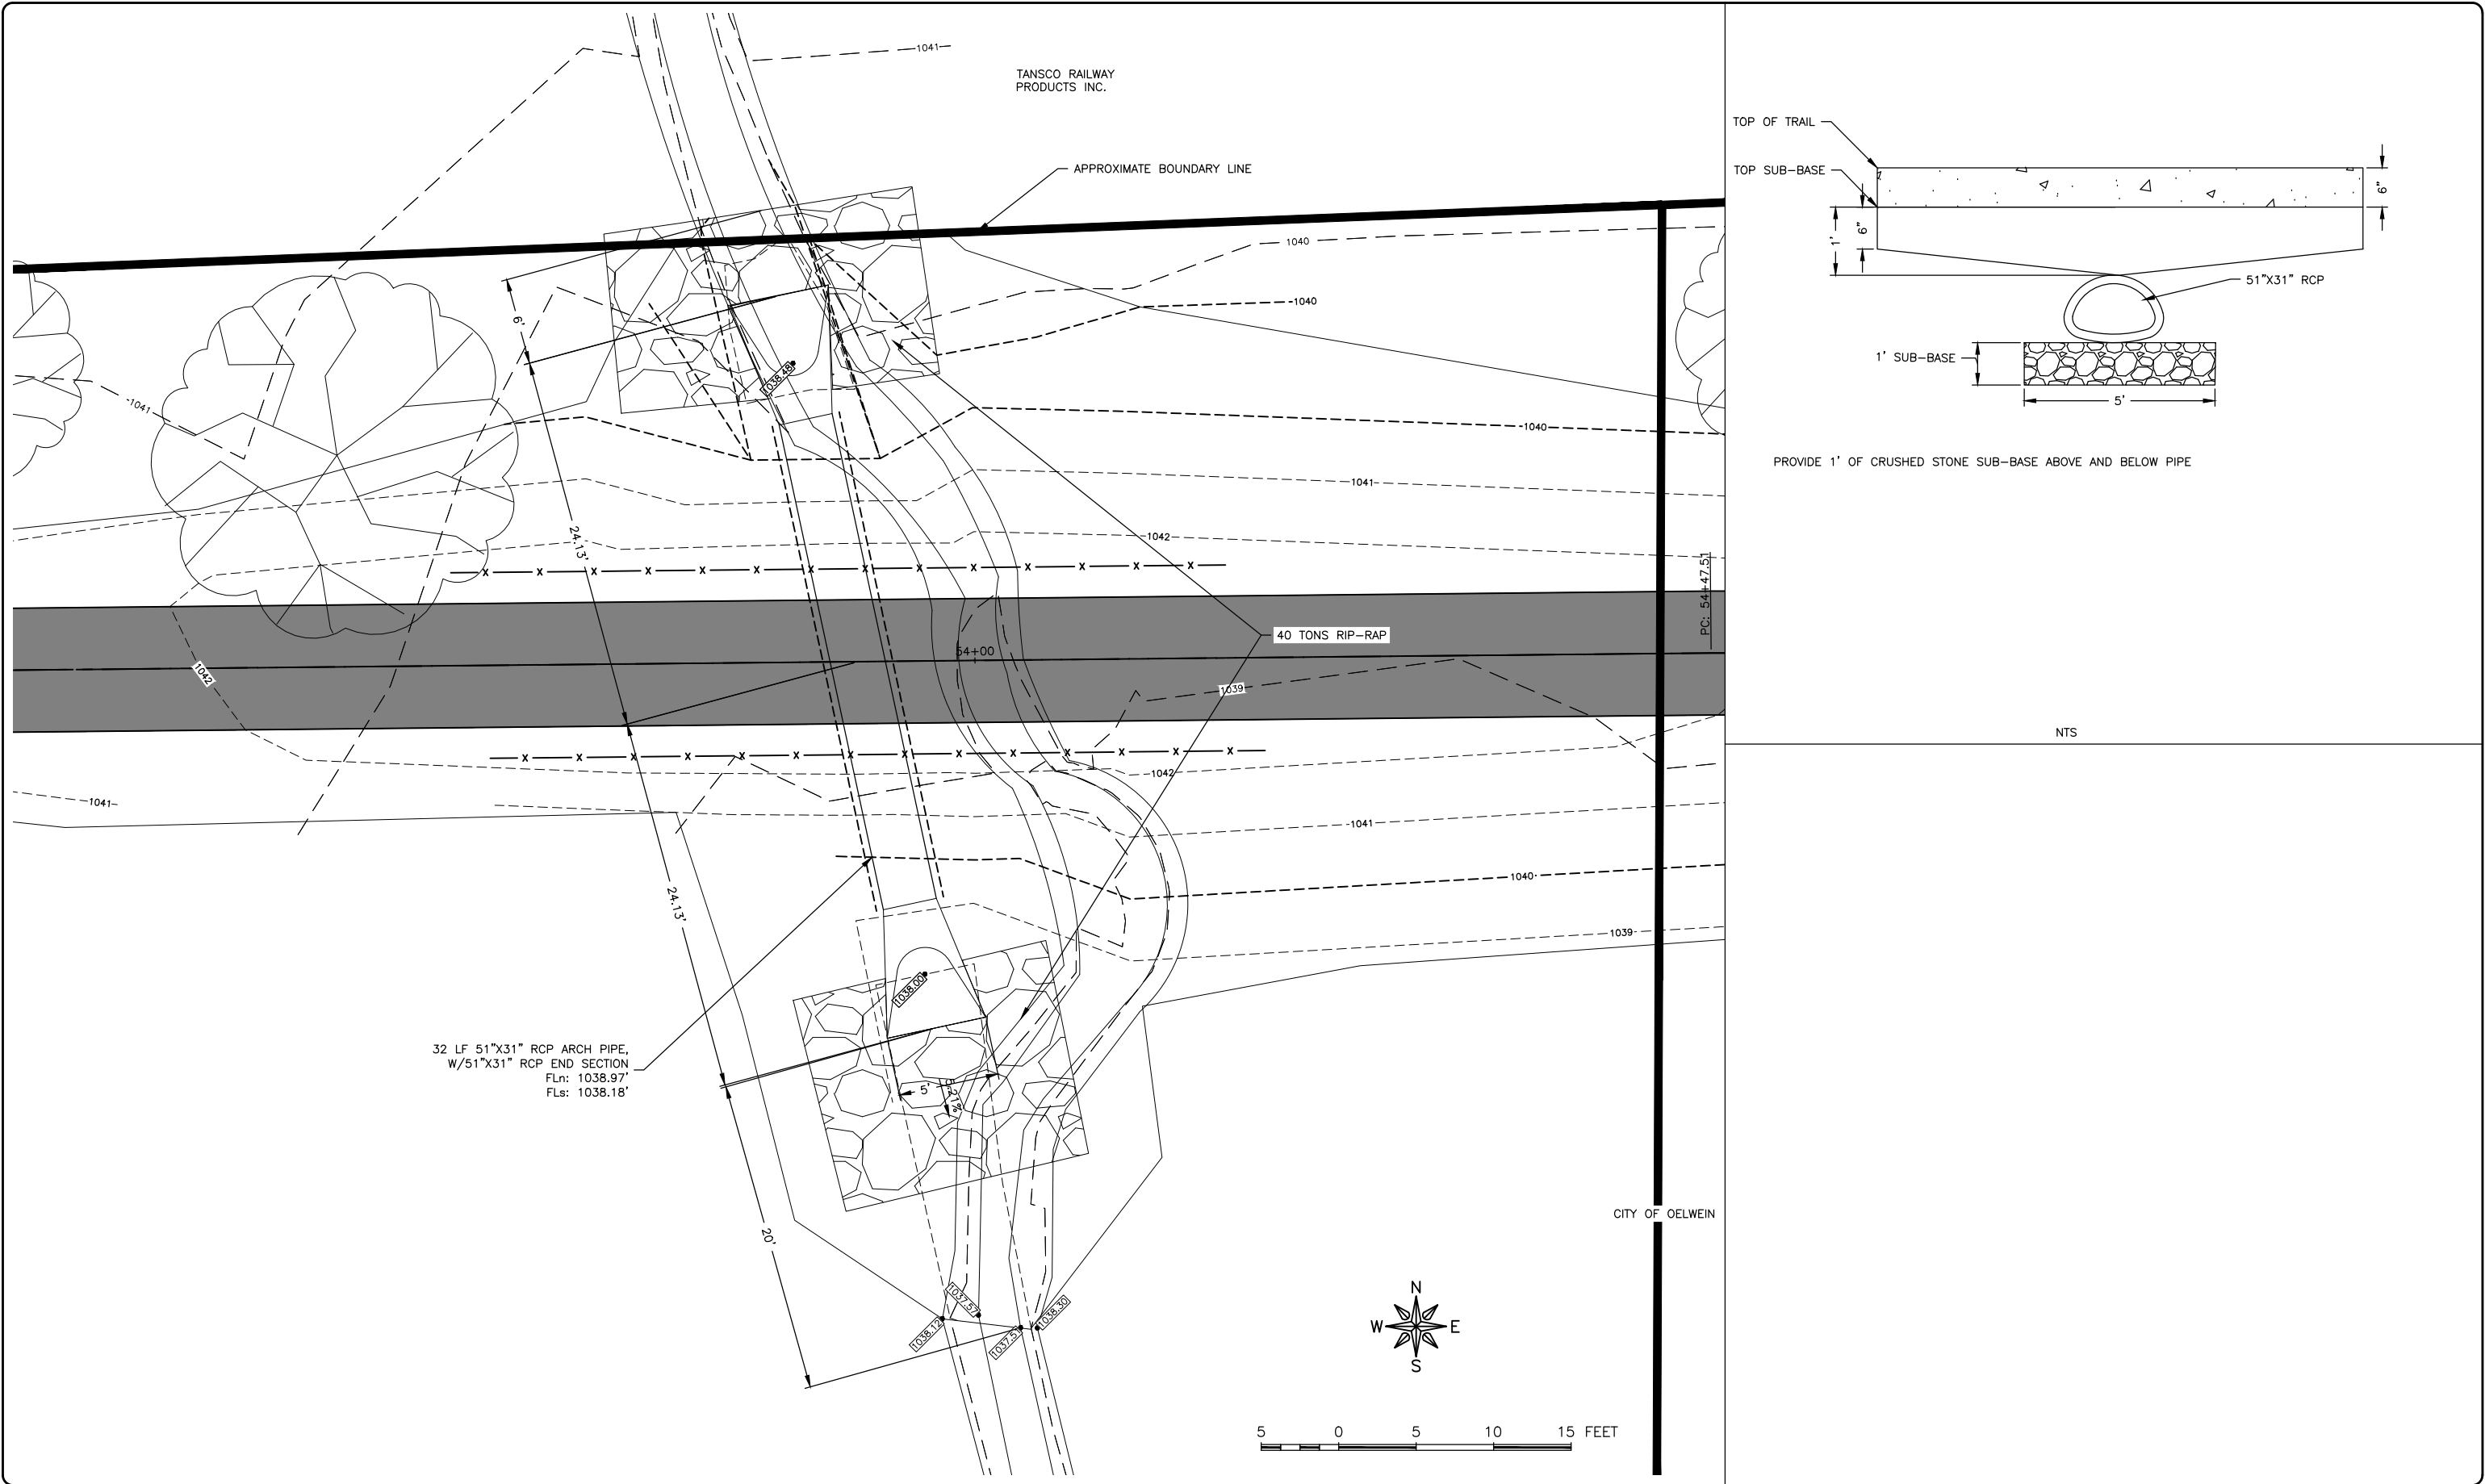 1041
TANSCO RAILWAY
PRODUCTS INC.
APPROXIMATE BOUNDARY LINE
1040
1040
6'
1038.48
1041
1040
1041
24.13'
1042
40 TONS RIP-RAP
54+00
PC: 54+47.51
1042
1039
1042
1041
1041
1040
24.13'
1039
1038.00
32 LF 51"X31" RCP ARCH PIPE,
W/51"X31" RCP END SECTION
FLn: 1038.97'
FLs: 1038.18'
5'
20'
CITY OF OELWEIN
1037.57
1038.12
1037.51
1038.30
N
W E
S
5 0 5 10 15 FEET
TOP OF TRAIL
TOP SUB-BASE
6"
1'
6"
51"X31" RCP
1' SUB-BASE
5'
PROVIDE 1' OF CRUSHED STONE SUB-BASE ABOVE AND BELOW PIPE
NTS